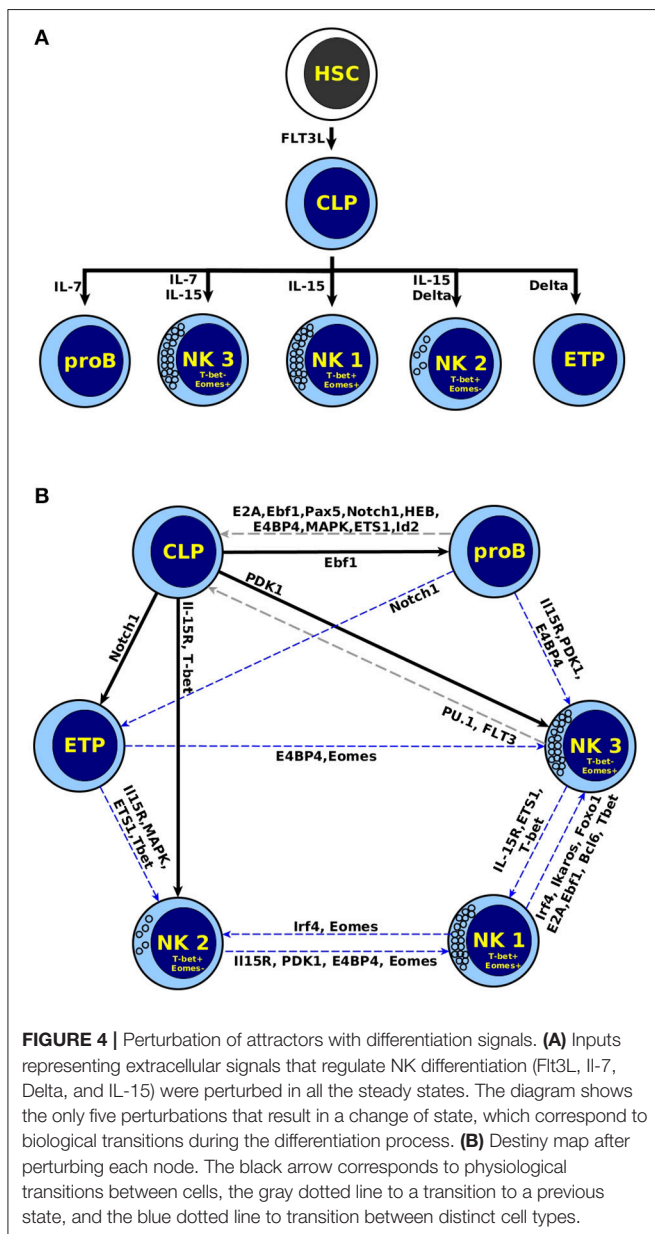 A
HSC
FLT3L
CLP
IL-7
IL-7
IL-15
IL-15
IL-15
Delta
Delta
proB
NK 3
T-bet-
Eomes+
NK 1
T-bet+
Eomes+
NK 2
T-bet+
Eomes-
ETP
B
E2A,Ebf1,Pax5,Notch1,HEB,
E4BP4,MAPK,ETS1,Id2
CLP
proB
Ebf1
PDK1
Notch1
Notch1
Il-15R, T-bet
Il15R,PDK1,
E4BP4
PU.1, FLT3
ETP
E4BP4,Eomes
NK 3
T-bet-
Eomes+
Il15R,MAPK,
ETS1,Tbet
IL-15R,ETS1,
T-bet
Irf4, Ikaros, Foxo1
E2A,Ebf1, Bcl6, Tbet
NK 2
T-bet+
Eomes-
Irf4, Eomes
Il15R, PDK1, E4BP4, Eomes
NK 1
T-bet+
Eomes+
FIGURE 4 | Perturbation of attractors with differentiation signals. (A) Inputs
representing extracellular signals that regulate NK differentiation (Flt3L, Il-7,
Delta, and IL-15) were perturbed in all the steady states. The diagram shows
the only five perturbations that result in a change of state, which correspond to
biological transitions during the differentiation process. (B) Destiny map after
perturbing each node. The black arrow corresponds to physiological
transitions between cells, the gray dotted line to a transition to a previous
state, and the blue dotted line to transition between distinct cell types.